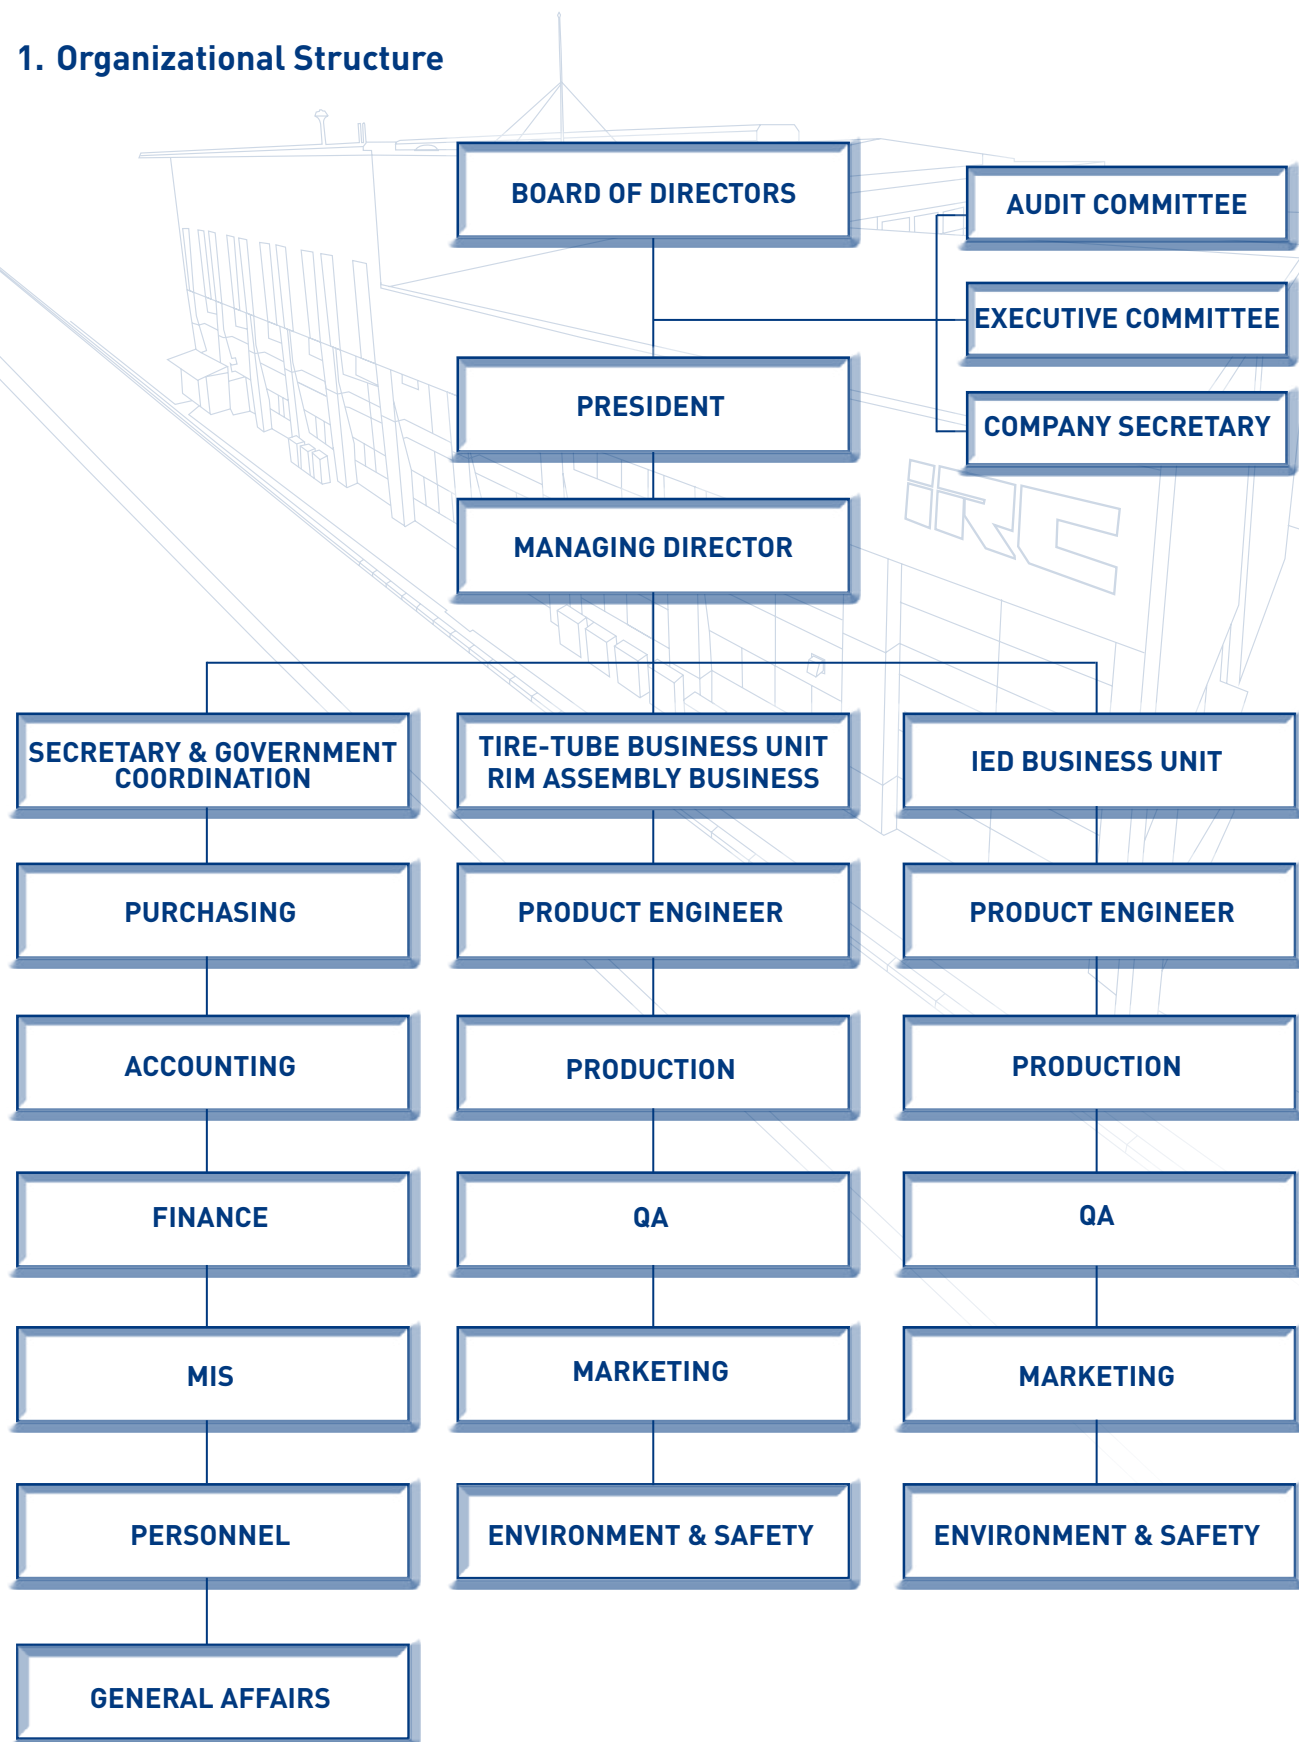 1. Organizational Structure
BOARD OF DIRECTORS
AUDIT COMMITTEE
EXECUTIVE COMMITTEE
PRESIDENT
COMPANY SECRETARY
iRC
MANAGING DIRECTOR
SECRETARY & GOVERNMENT
COORDINATION
TIRE-TUBE BUSINESS UNIT
RIM ASSEMBLY BUSINESS
IED BUSINESS UNIT
PURCHASING
PRODUCT ENGINEER
PRODUCT ENGINEER
ACCOUNTING
PRODUCTION
PRODUCTION
FINANCE
QA
QA
MIS
MARKETING
MARKETING
PERSONNEL
ENVIRONMENT & SAFETY
ENVIRONMENT & SAFETY
GENERAL AFFAIRS